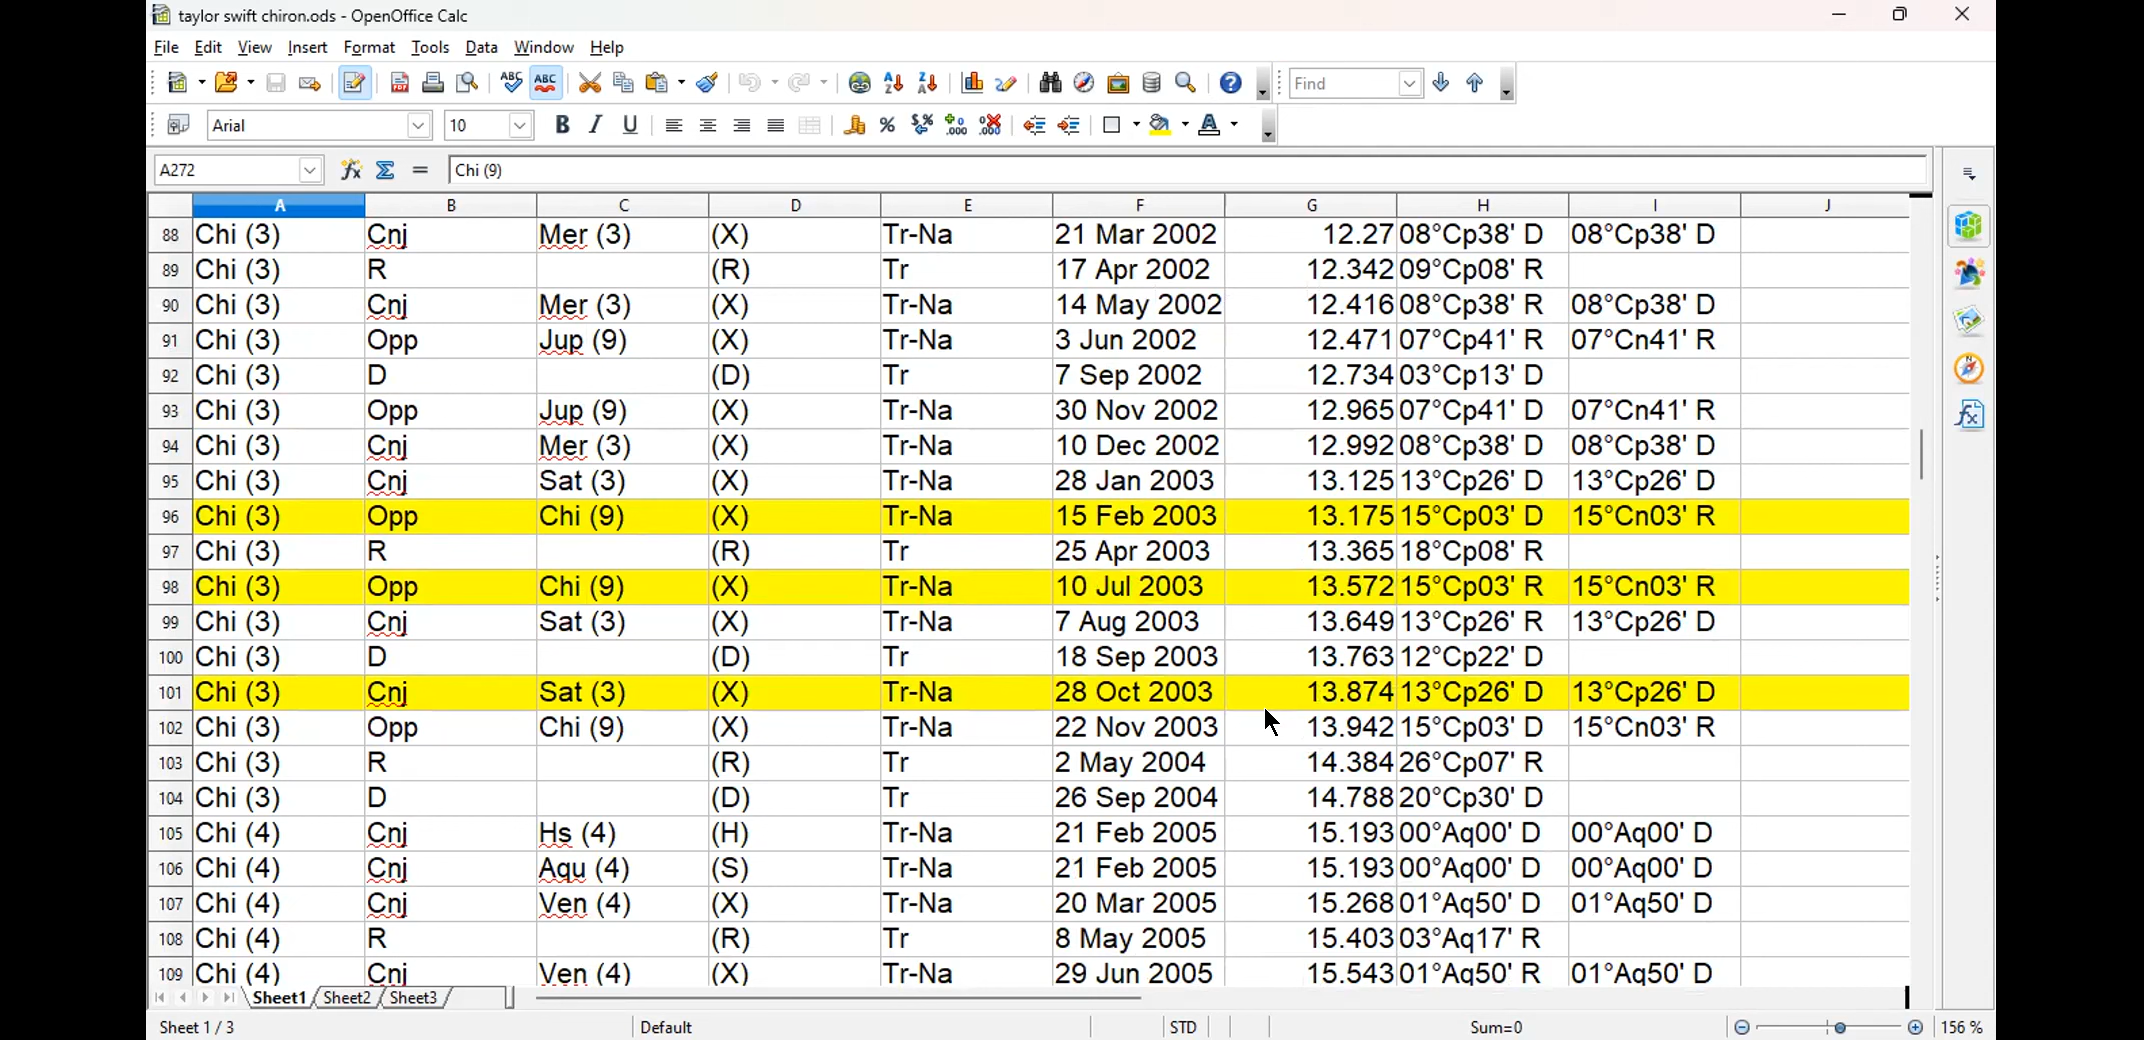 taylor swift chiron.ods - OpenOffice Calc
File Edit View Insert Format Tools Data Window Help
Find
Arial 10
A272 Chi (9)
A B C D E F G H I J
88 Chi (3) Cnj Mer (3) (X) Tr-Na 21 Mar 2002 12.27 08°Cp38' D 08°Cp38' D
89 Chi (3) R (R) Tr 17 Apr 2002 12.342 09°Cp08' R
90 Chi (3) Cnj Mer (3) (X) Tr-Na 14 May 2002 12.416 08°Cp38' R 08°Cp38' D
91 Chi (3) Opp Jup (9) (X) Tr-Na 3 Jun 2002 12.471 07°Cp41' R 07°Cn41' R
92 Chi (3) D (D) Tr 7 Sep 2002 12.734 03°Cp13' D
93 Chi (3) Opp Jup (9) (X) Tr-Na 30 Nov 2002 12.965 07°Cp41' D 07°Cn41' R
94 Chi (3) Cnj Mer (3) (X) Tr-Na 10 Dec 2002 12.992 08°Cp38' D 08°Cp38' D
95 Chi (3) Cnj Sat (3) (X) Tr-Na 28 Jan 2003 13.125 13°Cp26' D 13°Cp26' D
96 Chi (3) Opp Chi (9) (X) Tr-Na 15 Feb 2003 13.175 15°Cp03' D 15°Cn03' R
97 Chi (3) R (R) Tr 25 Apr 2003 13.365 18°Cp08' R
98 Chi (3) Opp Chi (9) (X) Tr-Na 10 Jul 2003 13.572 15°Cp03' R 15°Cn03' R
99 Chi (3) Cnj Sat (3) (X) Tr-Na 7 Aug 2003 13.649 13°Cp26' R 13°Cp26' D
100 Chi (3) D (D) Tr 18 Sep 2003 13.763 12°Cp22' D
101 Chi (3) Cnj Sat (3) (X) Tr-Na 28 Oct 2003 13.874 13°Cp26' D 13°Cp26' D
102 Chi (3) Opp Chi (9) (X) Tr-Na 22 Nov 2003 13.942 15°Cp03' D 15°Cn03' R
103 Chi (3) R (R) Tr 2 May 2004 14.384 26°Cp07' R
104 Chi (3) D (D) Tr 26 Sep 2004 14.788 20°Cp30' D
105 Chi (4) Cnj Hs (4) (H) Tr-Na 21 Feb 2005 15.193 00°Aq00' D 00°Aq00' D
106 Chi (4) Cnj Aqu (4) (S) Tr-Na 21 Feb 2005 15.193 00°Aq00' D 00°Aq00' D
107 Chi (4) Cnj Ven (4) (X) Tr-Na 20 Mar 2005 15.268 01°Aq50' D 01°Aq50' D
108 Chi (4) R (R) Tr 8 May 2005 15.403 03°Aq17' R
109 Chi (4) Cnj Ven (4) (X) Tr-Na 29 Jun 2005 15.543 01°Aq50' R 01°Aq50' D
Sheet1 Sheet2 Sheet3
Sheet 1 / 3 Default STD Sum=0 156 %